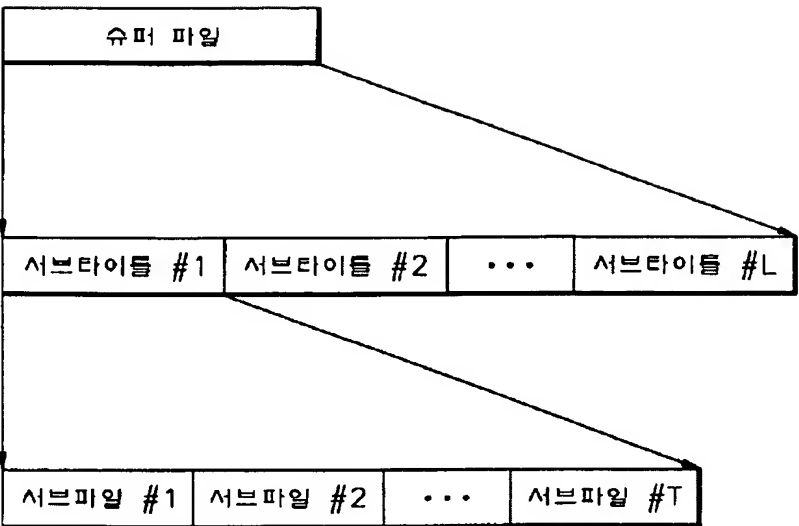 슈퍼 파일
서브타이틀 #1 서브타이틀 #2 ... 서브타이틀 #L
서브파일 #1 서브파일 #2 ... 서브파일 #T